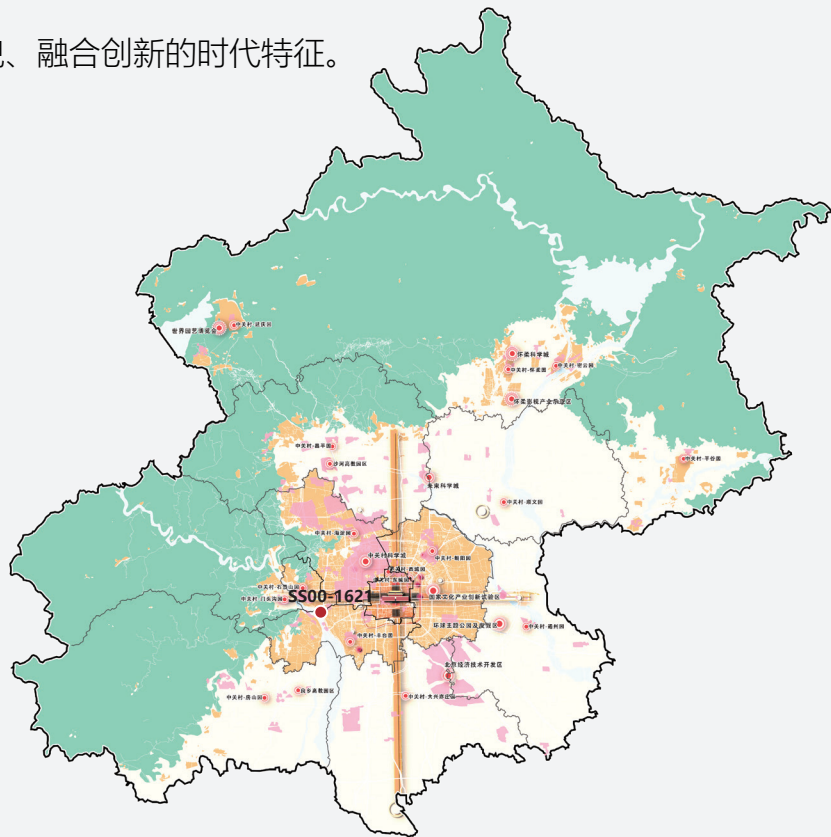 、融合创新的时代特征。
世界园艺博览会
中关村-延庆园
怀柔科学城
中关村-怀柔园
中关村-密云园
怀柔影视产业示范区
中关村-昌平园
沙河高教园区
中关村-平谷园
未来科学城
中关村-顺义园
中关村-海淀园
中关村科学城
中关村-朝阳园
中关村-西城园
中关村-东城园
中关村-石景山园
SS00-1621
中关村-门头沟园
国家文化产业创新试验区
环球主题公园及度假区
中关村-通州园
中关村-丰台园
北京经济技术开发区
良乡高教园区
中关村-房山园
中关村-大兴